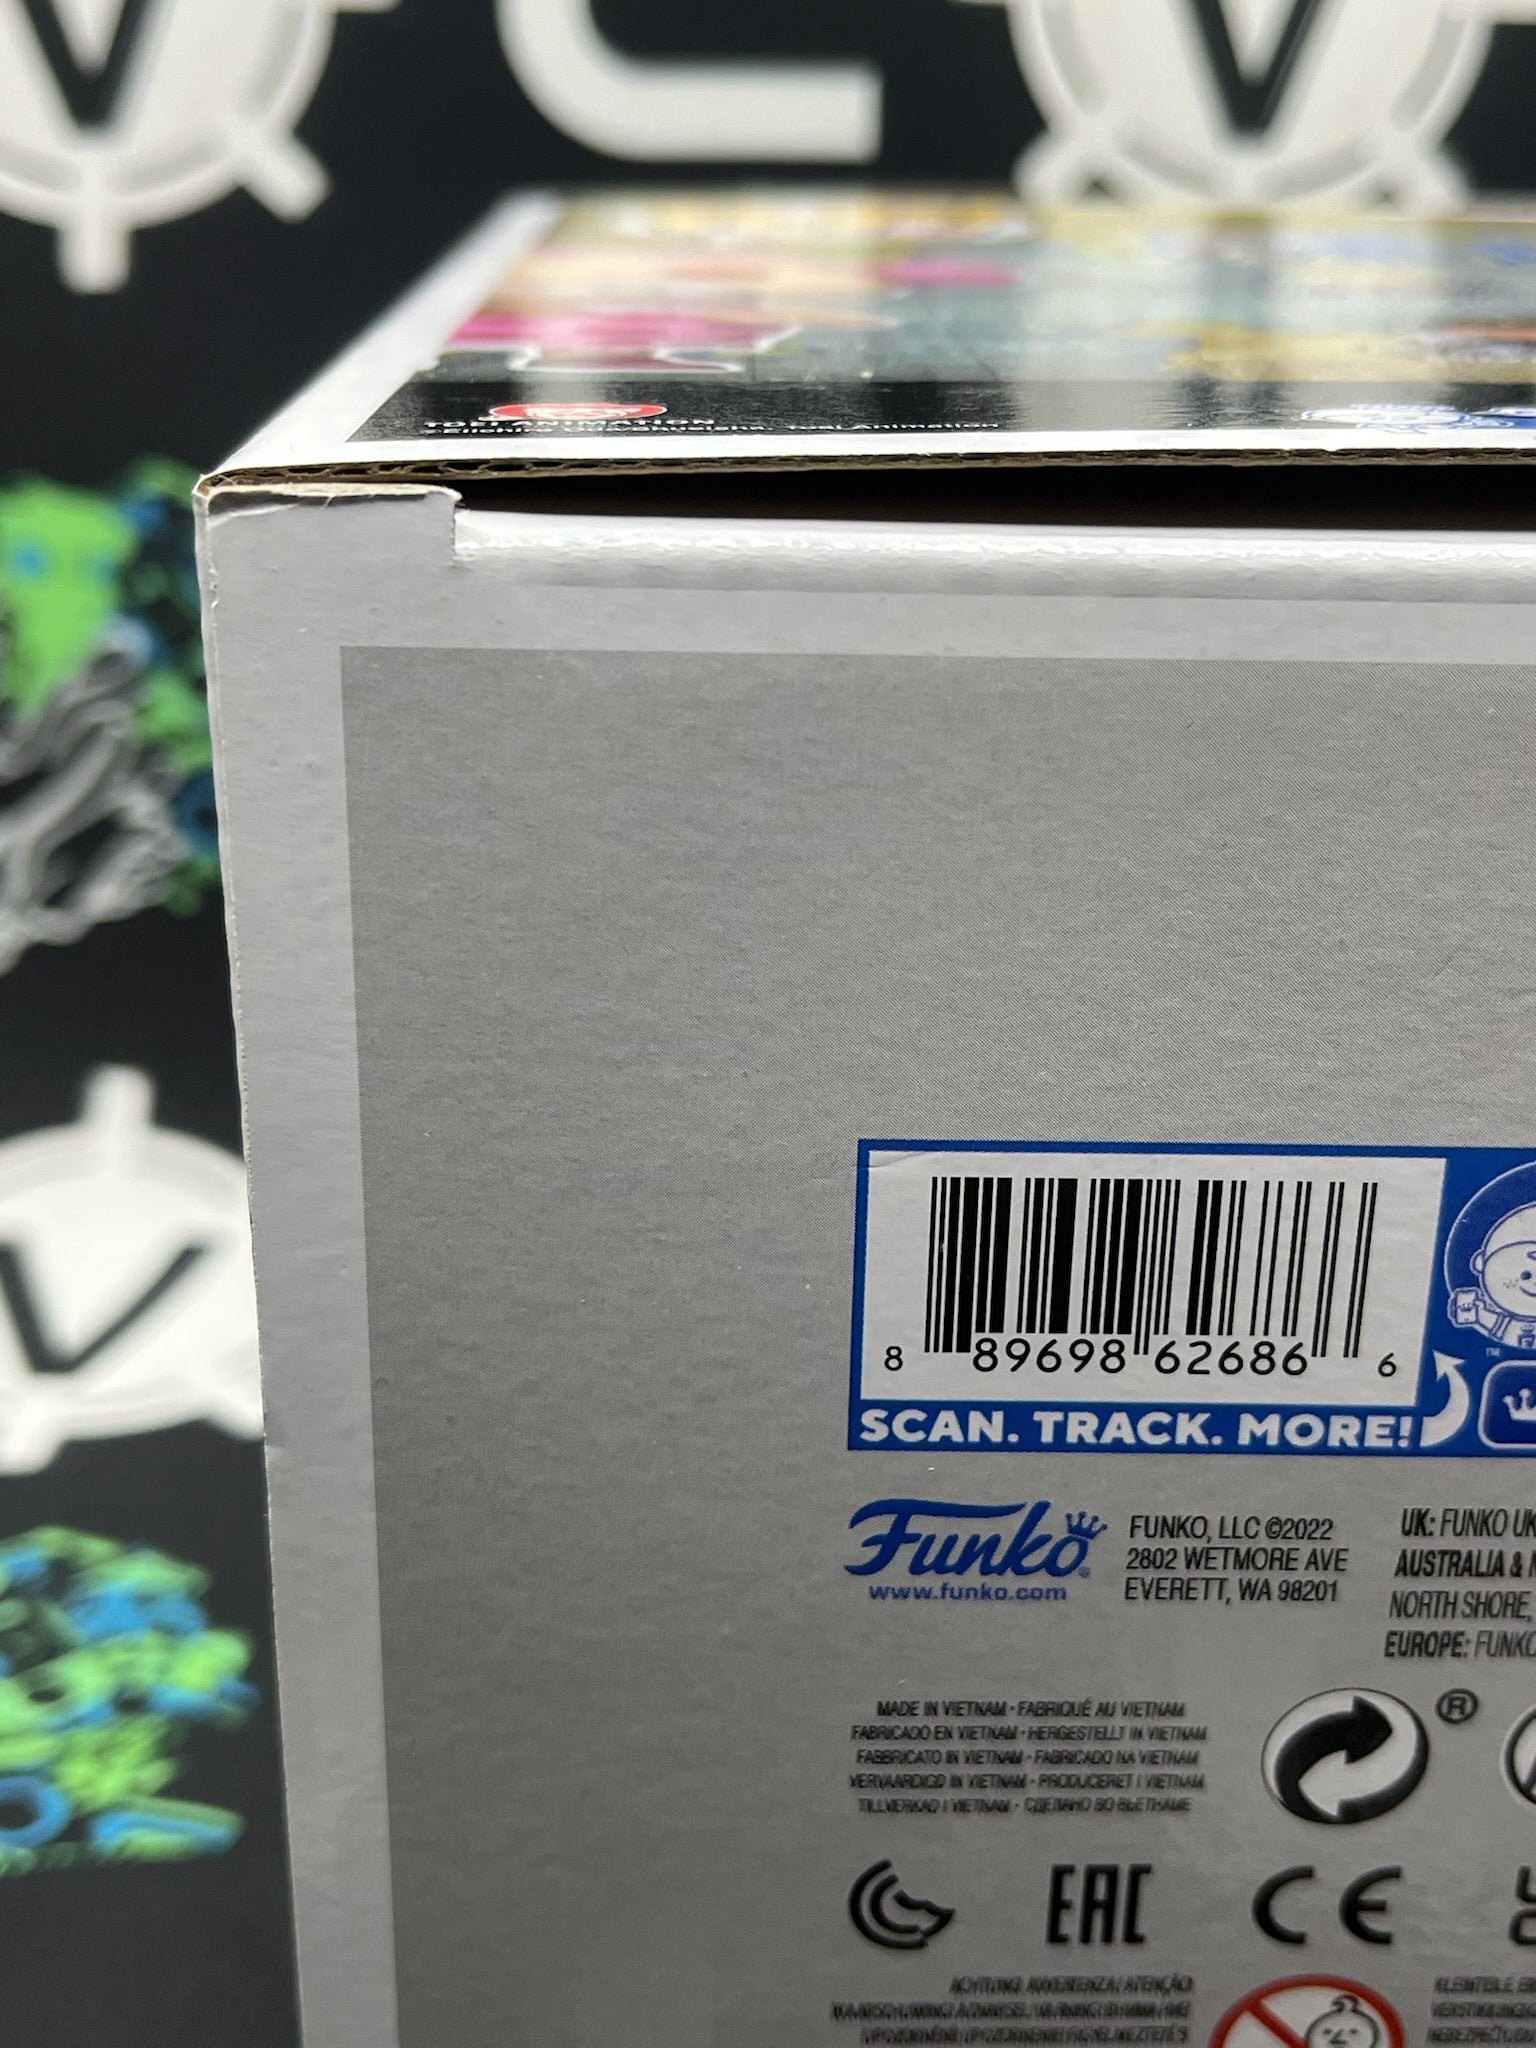 TOEI ANIMATION
8 89698 62686 6
SCAN. TRACK. MORE!
Funko
www.funko.com
FUNKO, LLC ©2022
2802 WETMORE AVE
EVERETT, WA 98201
UK: FUNKO UK
AUSTRALIA &
NORTH SHORE,
EUROPE: FUNKO
MADE IN VIETNAM • FABRIQUÉ AU VIETNAM
FABRICADO EN VIETNAM • HERGESTELLT IN VIETNAM
FABBRICATO IN VIETNAM • FABRICADO NA VIETNAM
VERVAARDIGD IN VIETNAM • PRODUCERET I VIETNAM
TILLVERKAD I VIETNAM • СДЕЛАНО ВО ВЬЕТНАМЕ
®
EAC
CE